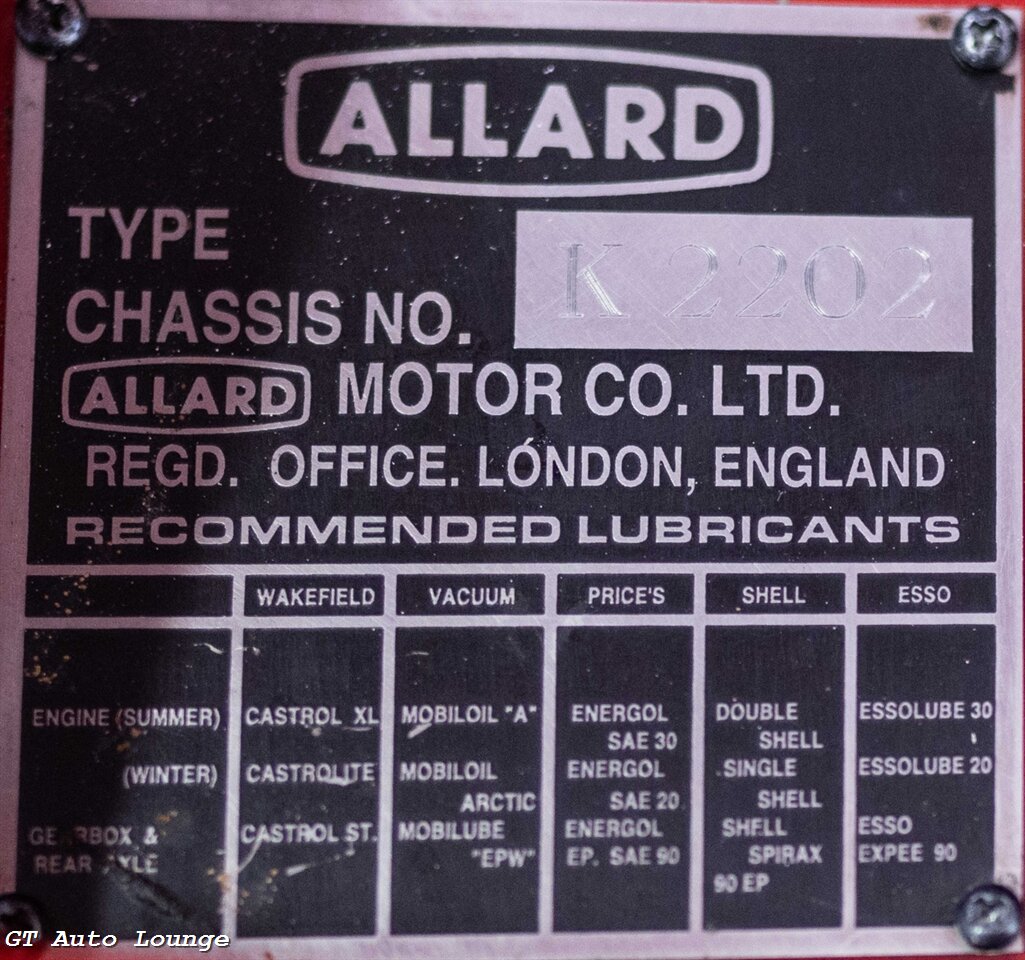 ALLARD
TYPE
K 2202
CHASSIS NO.
ALLARD MOTOR CO. LTD.
REGD. OFFICE. LONDON, ENGLAND
RECOMMENDED LUBRICANTS
WAKEFIELD VACUUM PRICE'S SHELL ESSO
ENGINE (SUMMER) CASTROL XL MOBILOIL "A" ENERGOL DOUBLE ESSOLUBE 30
SAE 30 SHELL
(WINTER) CASTROLITE MOBILOIL ENERGOL SINGLE ESSOLUBE 20
ARCTIC SAE 20 SHELL
GEARBOX & CASTROL ST. MOBILUBE ENERGOL SHELL ESSO
REAR AXLE "EPW" EP. SAE 90 SPIRAX EXPEE 90
90 EP
GT Auto Lounge